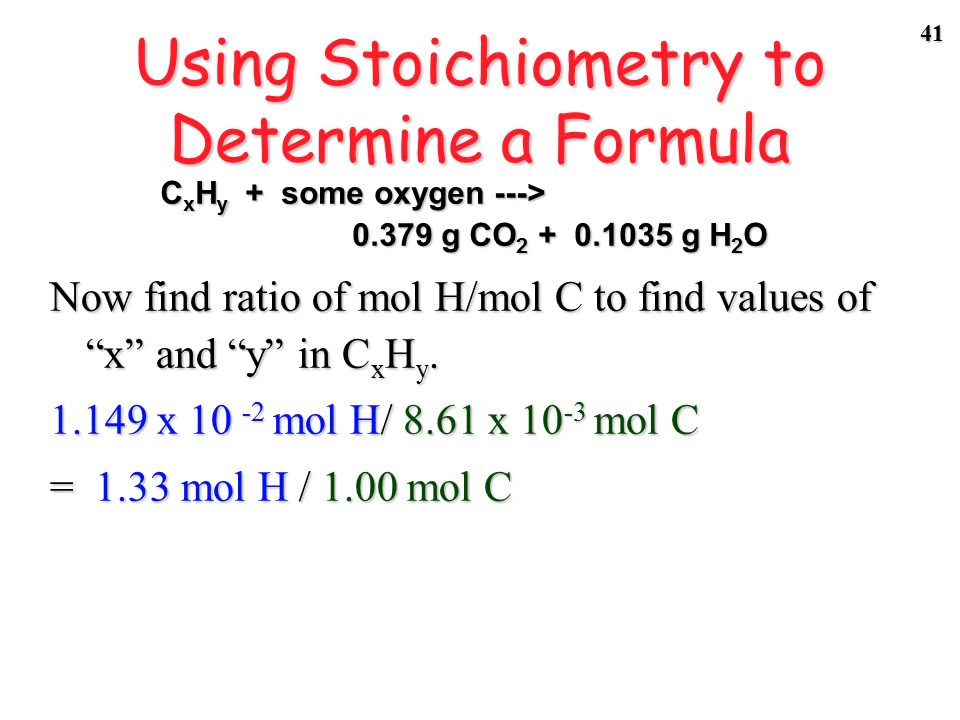 41
Using Stoichiometry to
Determine a Formula
CxHy + some oxygen --->
0.379 g CO2 + 0.1035 g H2O
Now find ratio of mol H/mol C to find values of
“x” and “y” in CxHy.
1.149 x 10 -2 mol H/ 8.61 x 10-3 mol C
= 1.33 mol H / 1.00 mol C